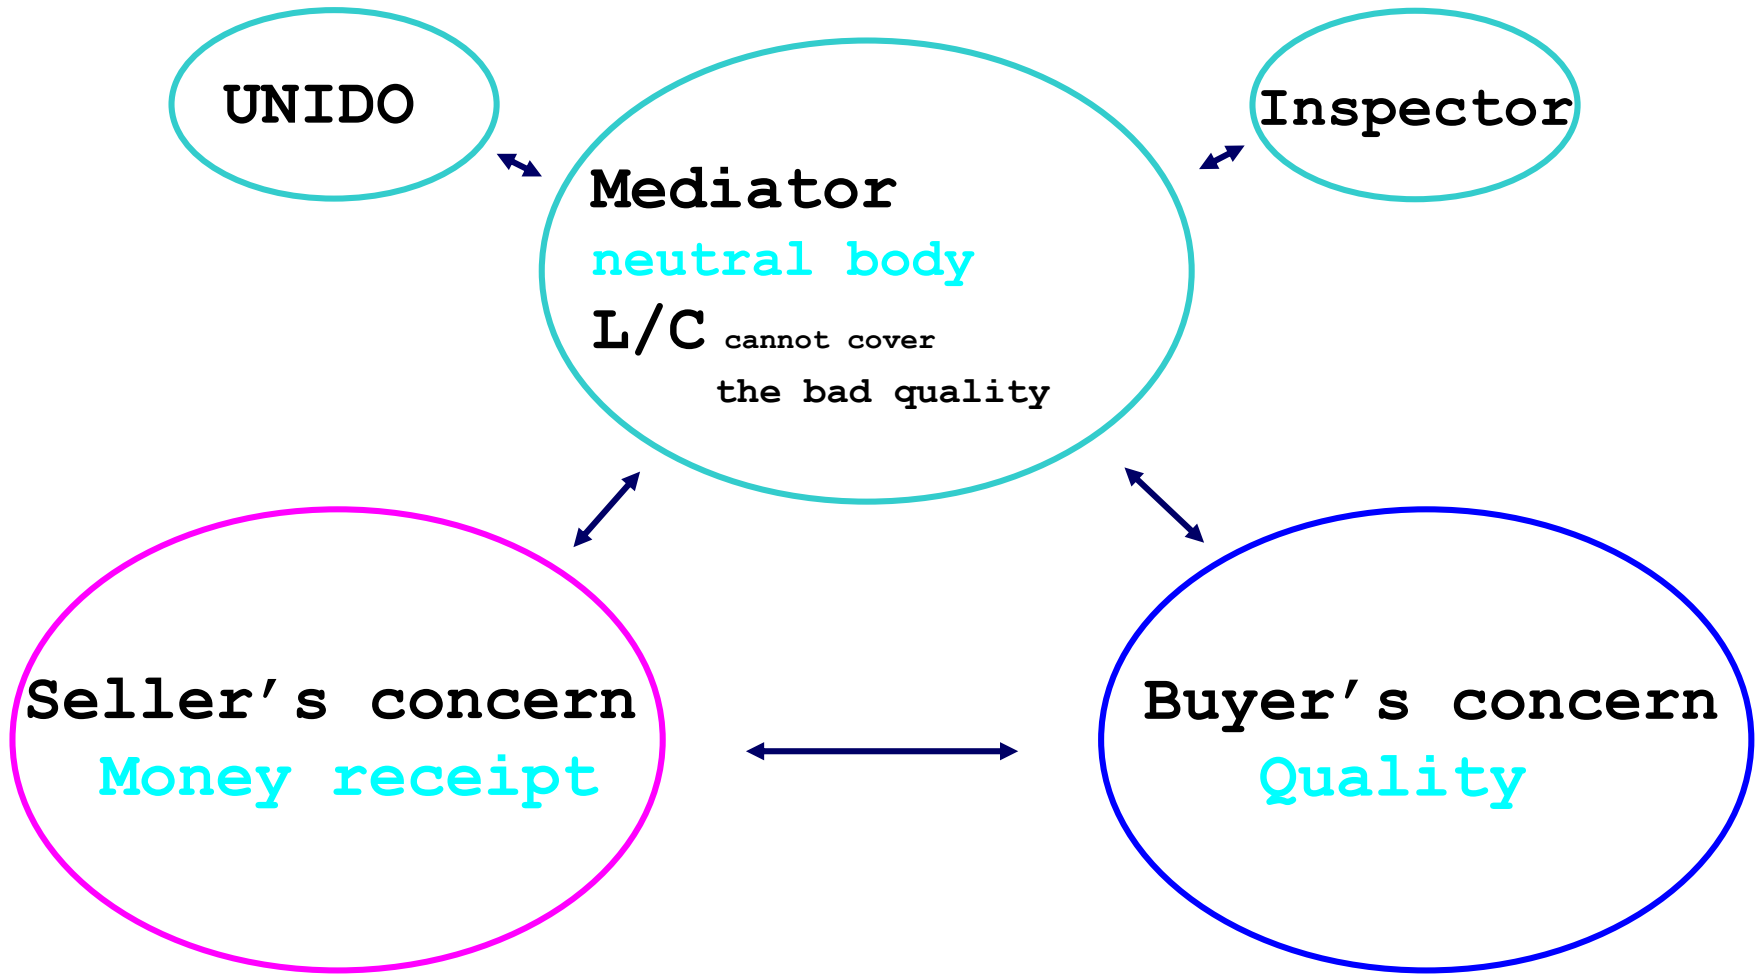 UNIDO
Inspector
Mediator
neutral body
L/C cannot cover
the bad quality
Seller’s concern
Money receipt
Buyer’s concern
Quality